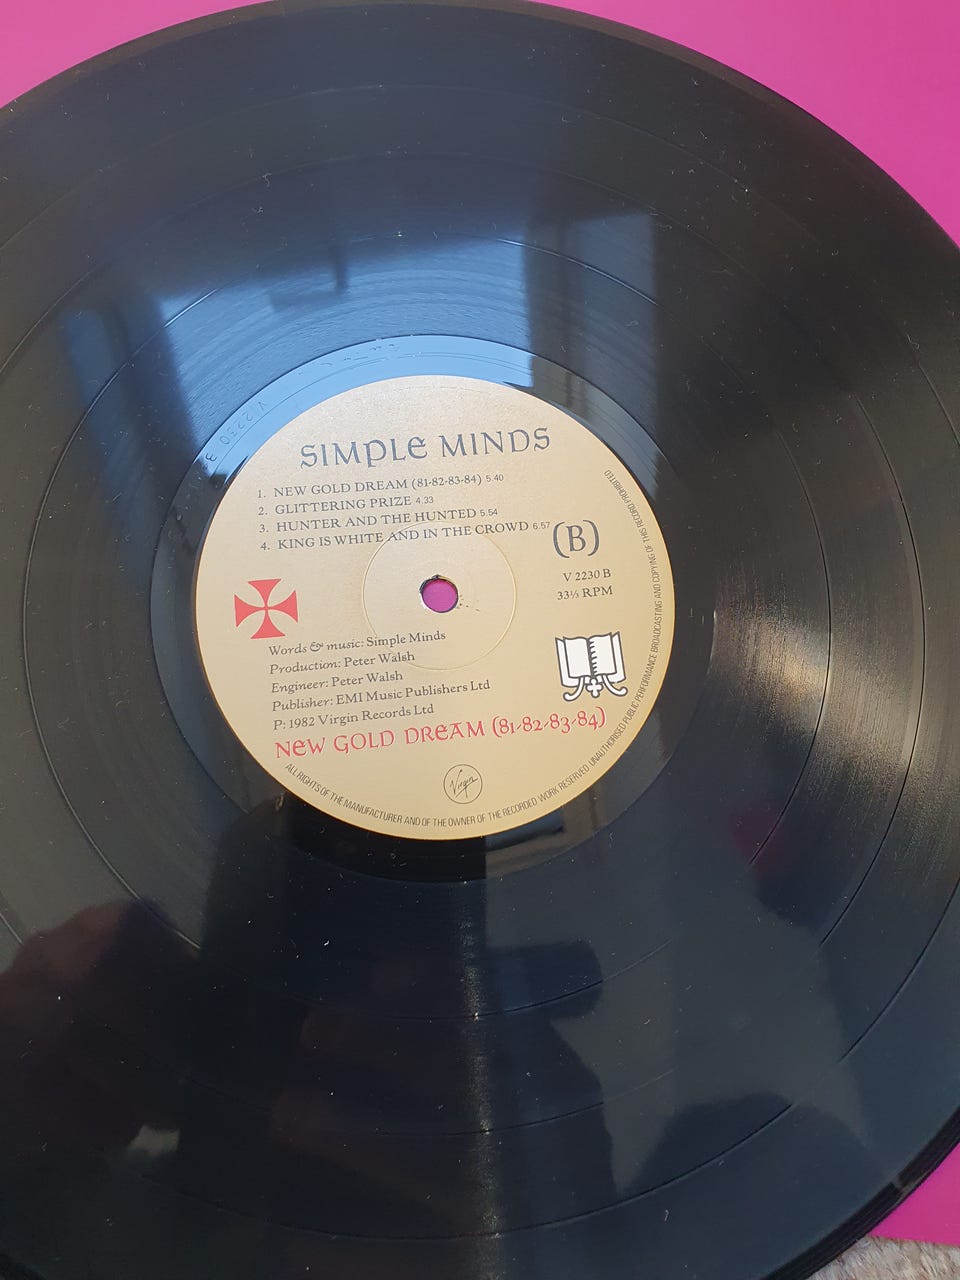 SIMPLE MINDS
1. NEW GOLD DREAM (81-82-83-84) 5.40
2. GLITTERING PRIZE 4.33
3. HUNTER AND THE HUNTED 5.54
4. KING IS WHITE AND IN THE CROWD 6.57
(B)
V 2230 B
33⅓ RPM
Words & music: Simple Minds
Production: Peter Walsh
Engineer: Peter Walsh
Publisher: EMI Music Publishers Ltd
P: 1982 Virgin Records Ltd
NEW GOLD DREAM (81-82-83-84)
Virgin
ALL RIGHTS OF THE MANUFACTURER AND OF THE OWNER OF THE RECORDED WORK RESERVED UNAUTHORISED PUBLIC PERFORMANCE BROADCASTING AND COPYING OF THIS RECORD PROHIBITED
V 2230 B